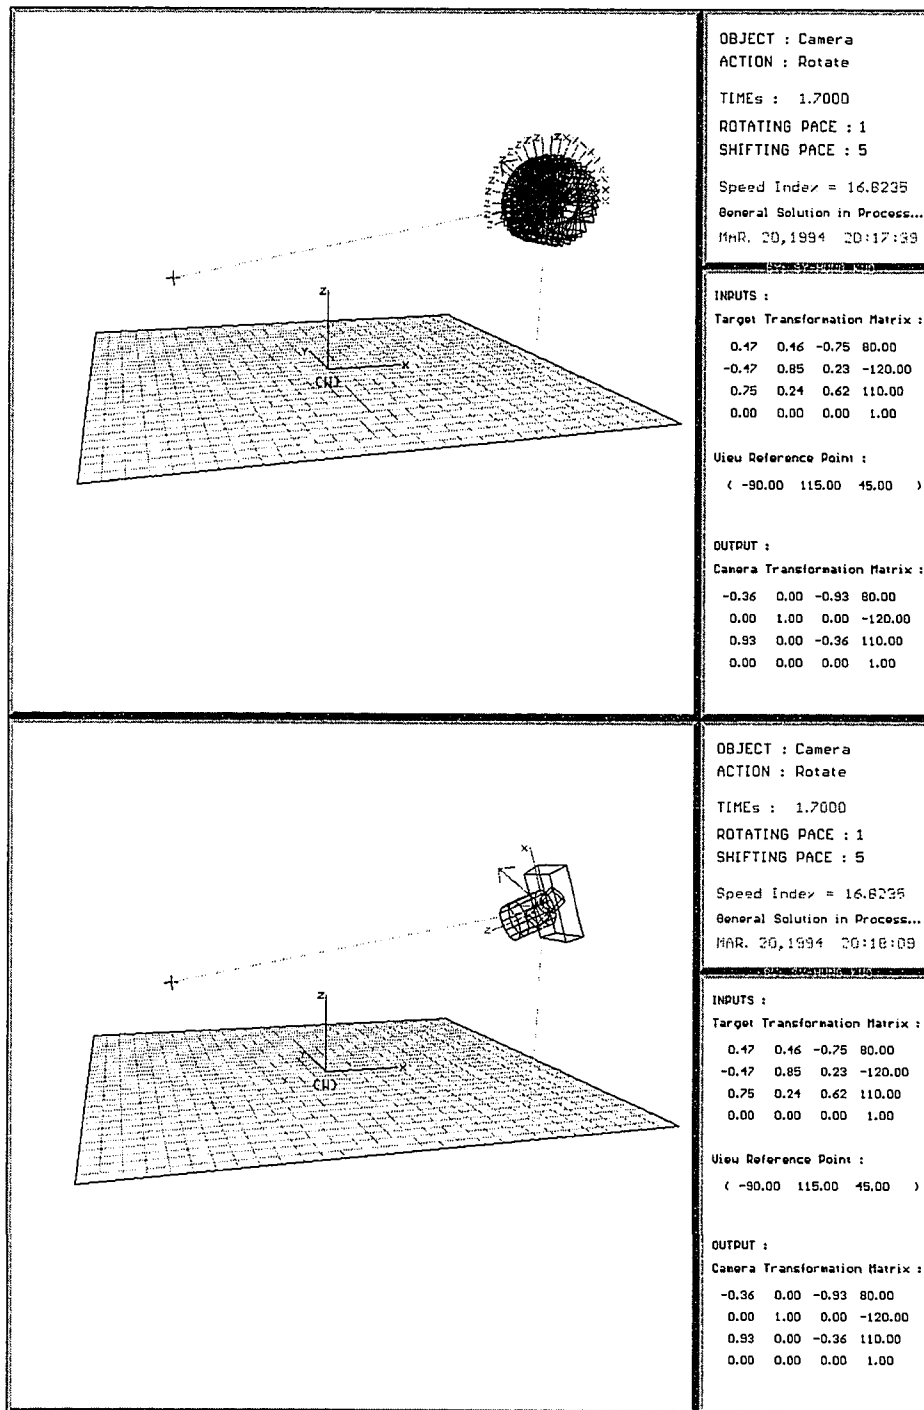 OBJECT : Camera
ACTION : Rotate
TIMEs : 1.7000
ROTATING PACE : 1
SHIFTING PACE : 5
Speed Index = 16.8235
General Solution in Process...
MAR. 20,1994 20:17:39
INPUTS :
Target Transformation Matrix :
0.47 0.46 -0.75 80.00
-0.47 0.85 0.23 -120.00
0.75 0.24 0.62 110.00
0.00 0.00 0.00 1.00
View Reference Point :
( -90.00 115.00 45.00 )
OUTPUT :
Camera Transformation Matrix :
-0.36 0.00 -0.93 80.00
0.00 1.00 0.00 -120.00
0.93 0.00 -0.36 110.00
0.00 0.00 0.00 1.00
Z
Y
X
(W)
OBJECT : Camera
ACTION : Rotate
TIMEs : 1.7000
ROTATING PACE : 1
SHIFTING PACE : 5
Speed Index = 16.8235
General Solution in Process...
MAR. 20,1994 20:18:09
INPUTS :
Target Transformation Matrix :
0.47 0.46 -0.75 80.00
-0.47 0.85 0.23 -120.00
0.75 0.24 0.62 110.00
0.00 0.00 0.00 1.00
View Reference Point :
( -90.00 115.00 45.00 )
OUTPUT :
Camera Transformation Matrix :
-0.36 0.00 -0.93 80.00
0.00 1.00 0.00 -120.00
0.93 0.00 -0.36 110.00
0.00 0.00 0.00 1.00
X
Z
Z
X
(W)